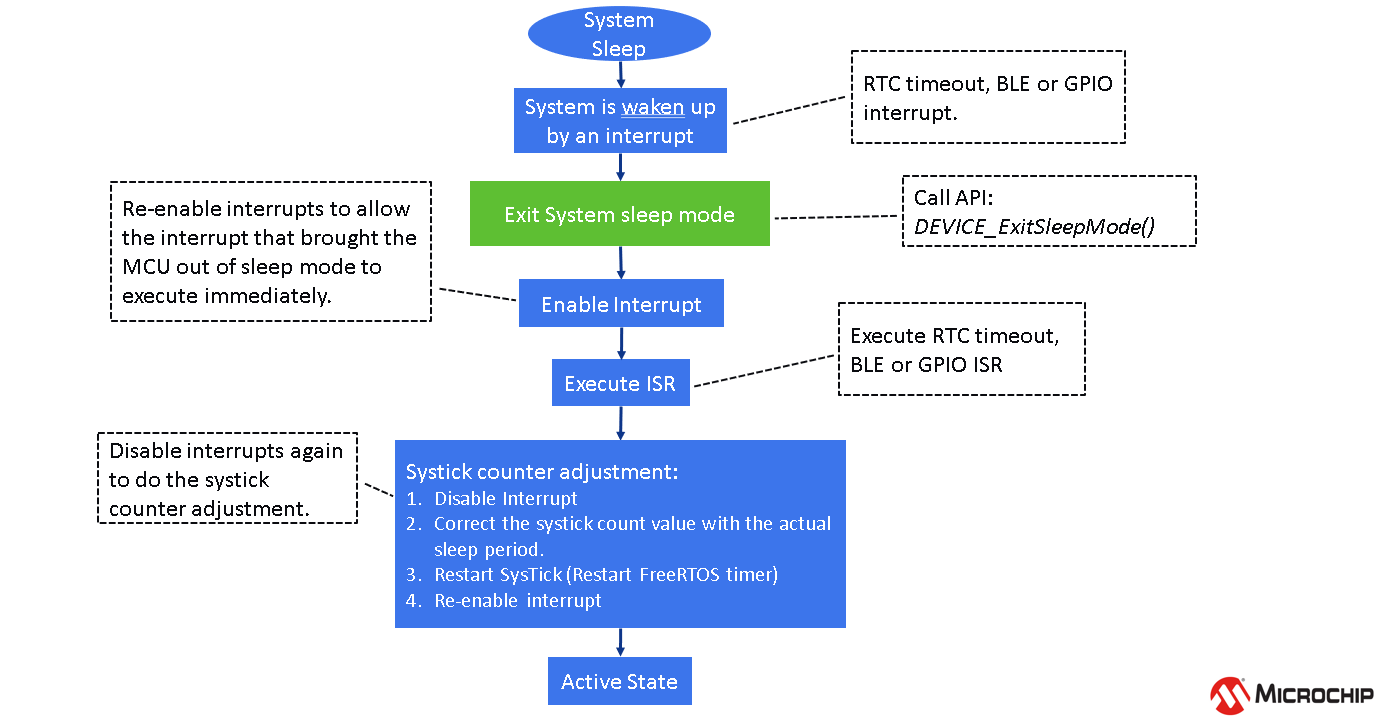 System
Sleep
System is waken up
by an interrupt
RTC timeout, BLE or GPIO
interrupt.
Exit System sleep mode
Call API:
DEVICE_ExitSleepMode()
Re-enable interrupts to allow
the interrupt that brought the
MCU out of sleep mode to
execute immediately.
Enable Interrupt
Execute RTC timeout,
BLE or GPIO ISR
Execute ISR
Disable interrupts again
to do the systick
counter adjustment.
Systick counter adjustment:
1. Disable Interrupt
2. Correct the systick count value with the actual
sleep period.
3. Restart SysTick (Restart FreeRTOS timer)
4. Re-enable interrupt
Active State
MICROCHIP